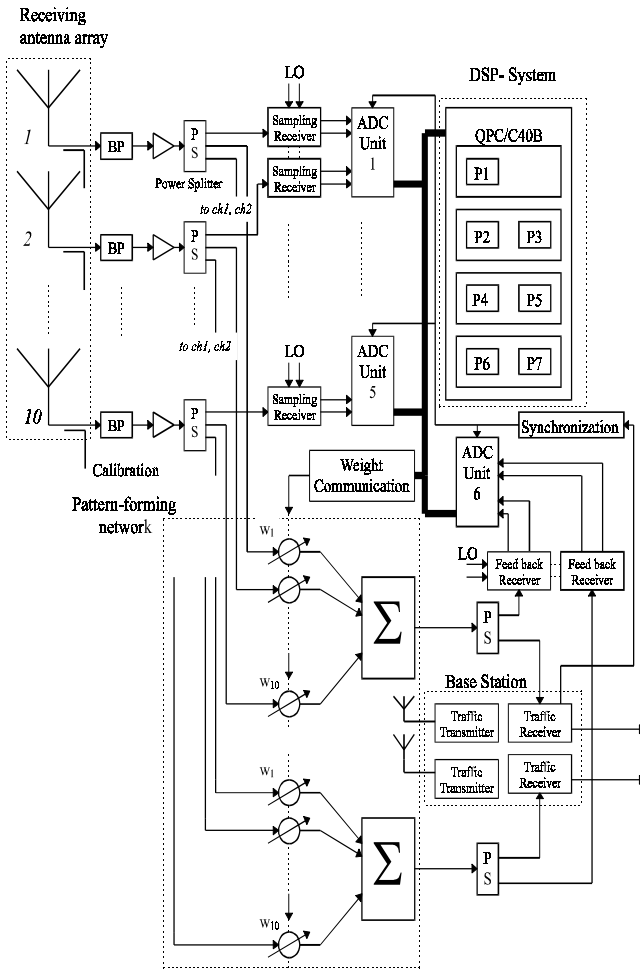 Receiving
antenna array
LO
DSP- System
1
BP
P
S
Sampling
Receiver
ADC
Unit
1
QPC/C40B
P1
Power Splitter
Sampling
Receiver
to ch1, ch2
2
BP
P
S
P2
P3
P4
P5
to ch1, ch2
LO
ADC
Unit
5
P6
P7
10
BP
P
S
Sampling
Receiver
Synchronization
ADC
Unit
6
Calibration
Weight
Communication
Pattern-forming
network
W1
LO
Feed back
Receiver
Feed back
Receiver
Σ
P
S
W10
Base Station
Traffic
Transmitter
Traffic
Receiver
Traffic
Transmitter
Traffic
Receiver
W1
Σ
P
S
W10